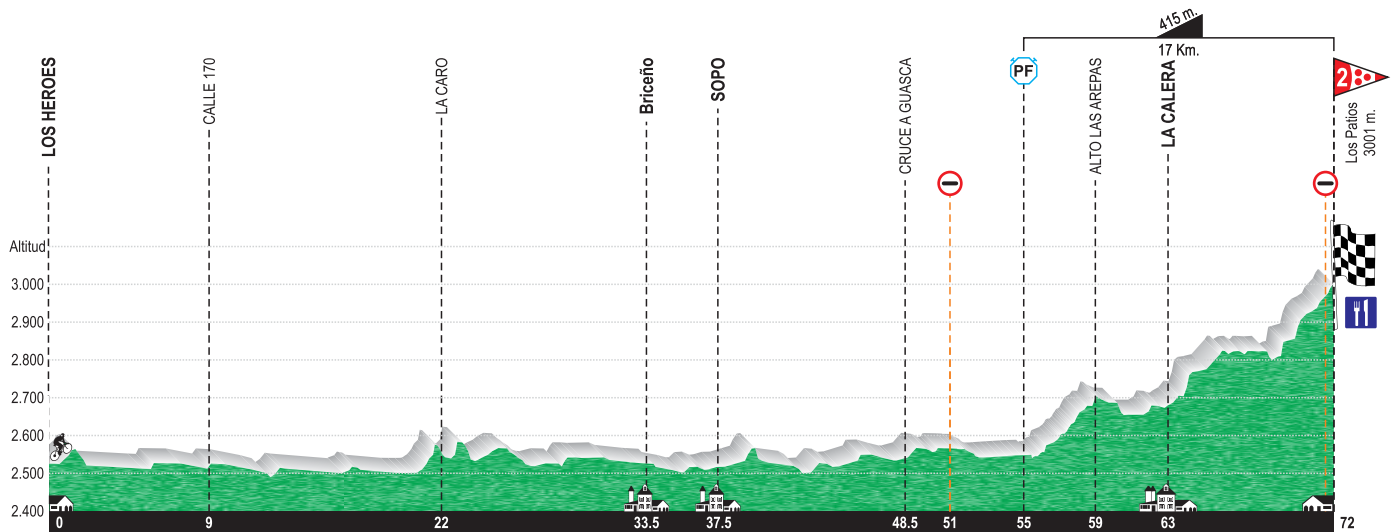 415 m.
17 Km.
LOS HEROES
CALLE 170
LA CARO
Briceño
SOPO
CRUCE A GUASCA
PF
ALTO LAS AREPAS
LA CALERA
2
Los Patios
3001 m.
Altitud
3.000
2.900
2.800
2.700
2.600
2.500
2.400
0 9 22 33.5 37.5 48.5 51 55 59 63 72